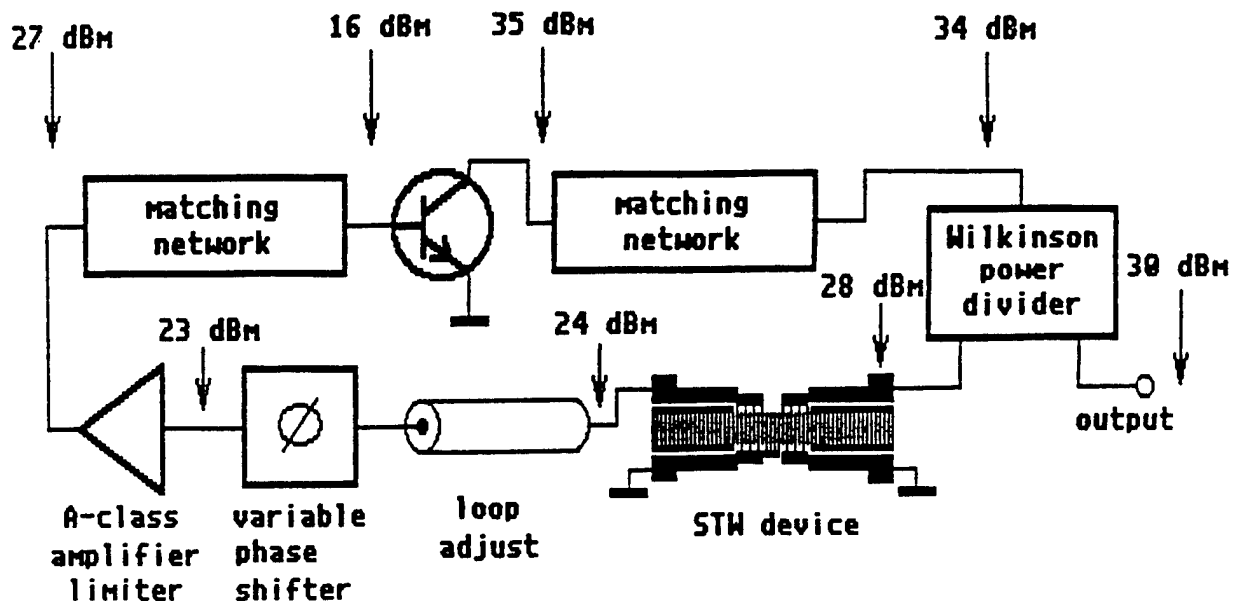 27 dBm
16 dBm
35 dBm
34 dBm
matching
network
matching
network
Wilkinson
power
divider
30 dBm
28 dBm
23 dBm
24 dBm
output
A-class
amplifier
limiter
variable
phase
shifter
loop
adjust
STW device